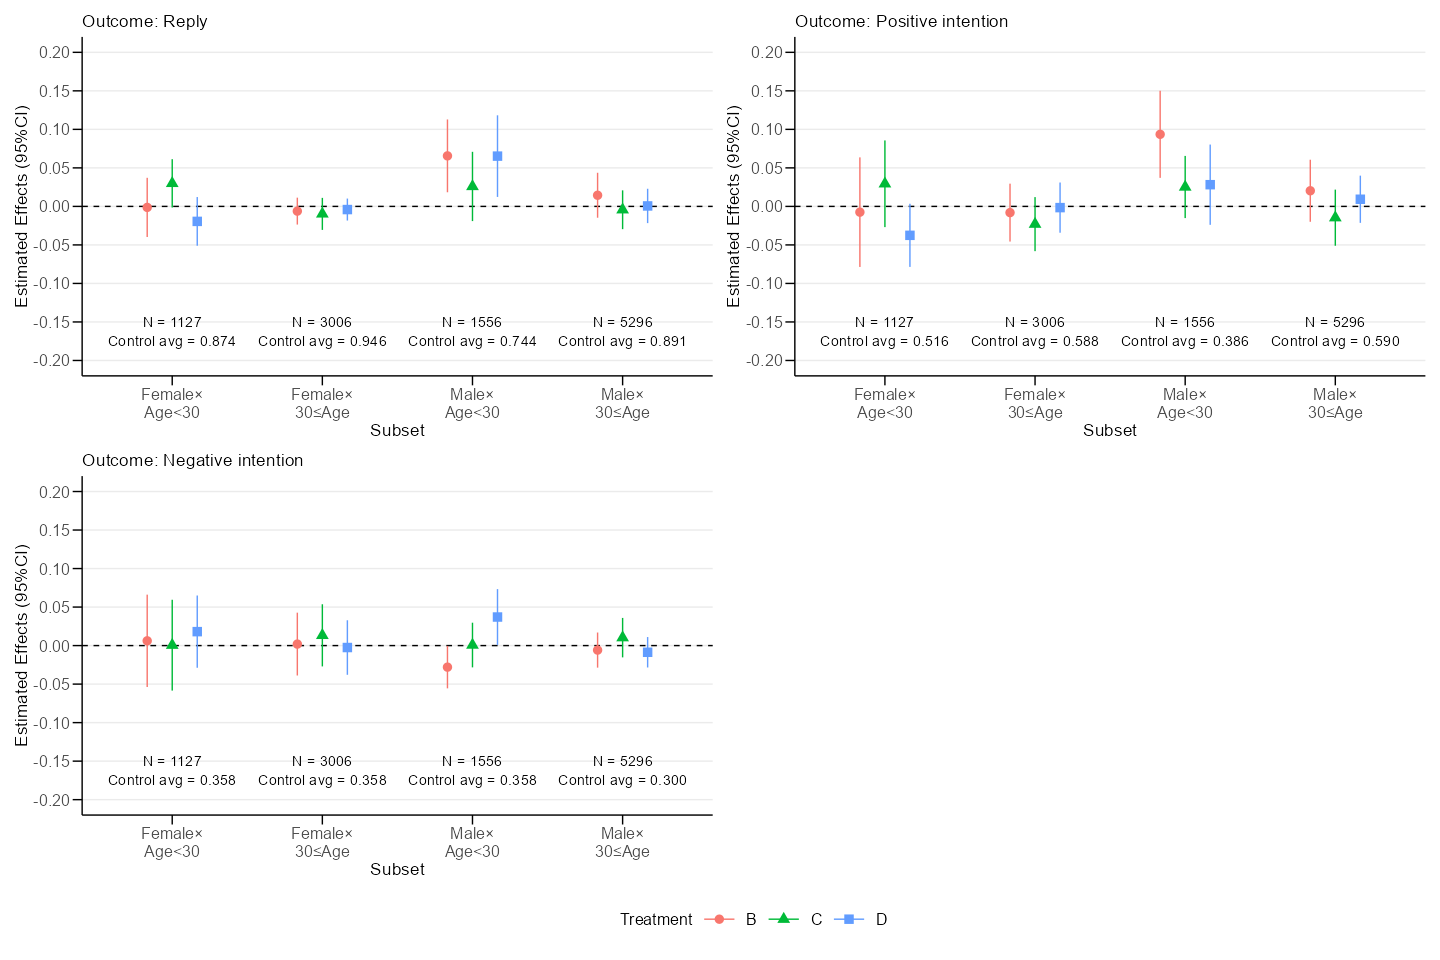 Outcome: Reply
Estimated Effects (95%CI)
0.20
0.15
0.10
0.05
0.00
-0.05
-0.10
-0.15
-0.20
N = 1127
Control avg = 0.874
N = 3006
Control avg = 0.946
N = 1556
Control avg = 0.744
N = 5296
Control avg = 0.891
Female×
Age<30
Female×
30≤Age
Male×
Age<30
Male×
30≤Age
Subset
Outcome: Positive intention
Estimated Effects (95%CI)
0.20
0.15
0.10
0.05
0.00
-0.05
-0.10
-0.15
-0.20
N = 1127
Control avg = 0.516
N = 3006
Control avg = 0.588
N = 1556
Control avg = 0.386
N = 5296
Control avg = 0.590
Female×
Age<30
Female×
30≤Age
Male×
Age<30
Male×
30≤Age
Subset
Outcome: Negative intention
Estimated Effects (95%CI)
0.20
0.15
0.10
0.05
0.00
-0.05
-0.10
-0.15
-0.20
N = 1127
Control avg = 0.358
N = 3006
Control avg = 0.358
N = 1556
Control avg = 0.358
N = 5296
Control avg = 0.300
Female×
Age<30
Female×
30≤Age
Male×
Age<30
Male×
30≤Age
Subset
Treatment B C D